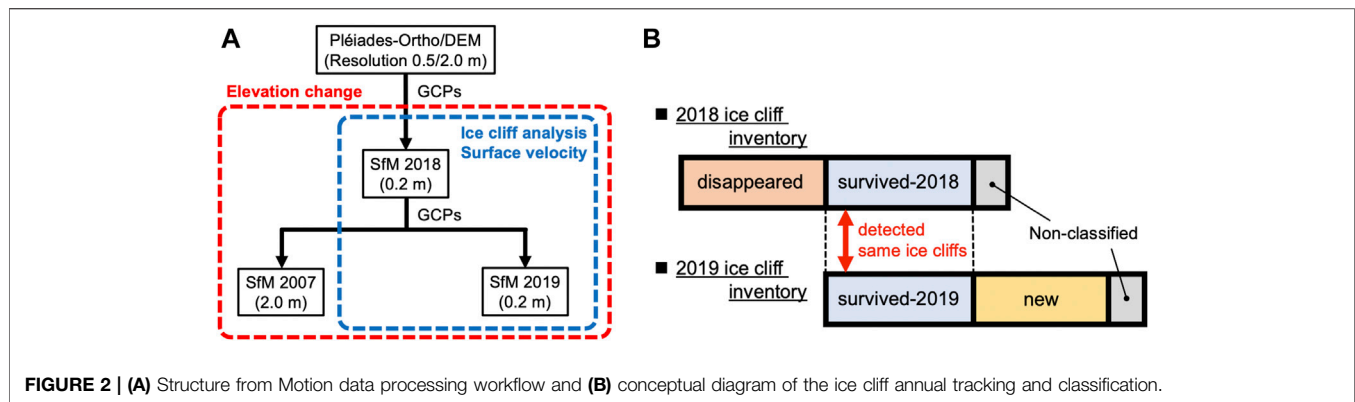 A
Pléiades-Ortho/DEM
(Resolution 0.5/2.0 m)
Elevation change
GCPs
Ice cliff analysis
Surface velocity
SfM 2018
(0.2 m)
GCPs
SfM 2007
(2.0 m)
SfM 2019
(0.2 m)
B
■ 2018 ice cliff
inventory
disappeared
survived-2018
detected
same ice cliffs
Non-classified
■ 2019 ice cliff
inventory
survived-2019
new
FIGURE 2 | (A) Structure from Motion data processing workflow and (B) conceptual diagram of the ice cliff annual tracking and classification.